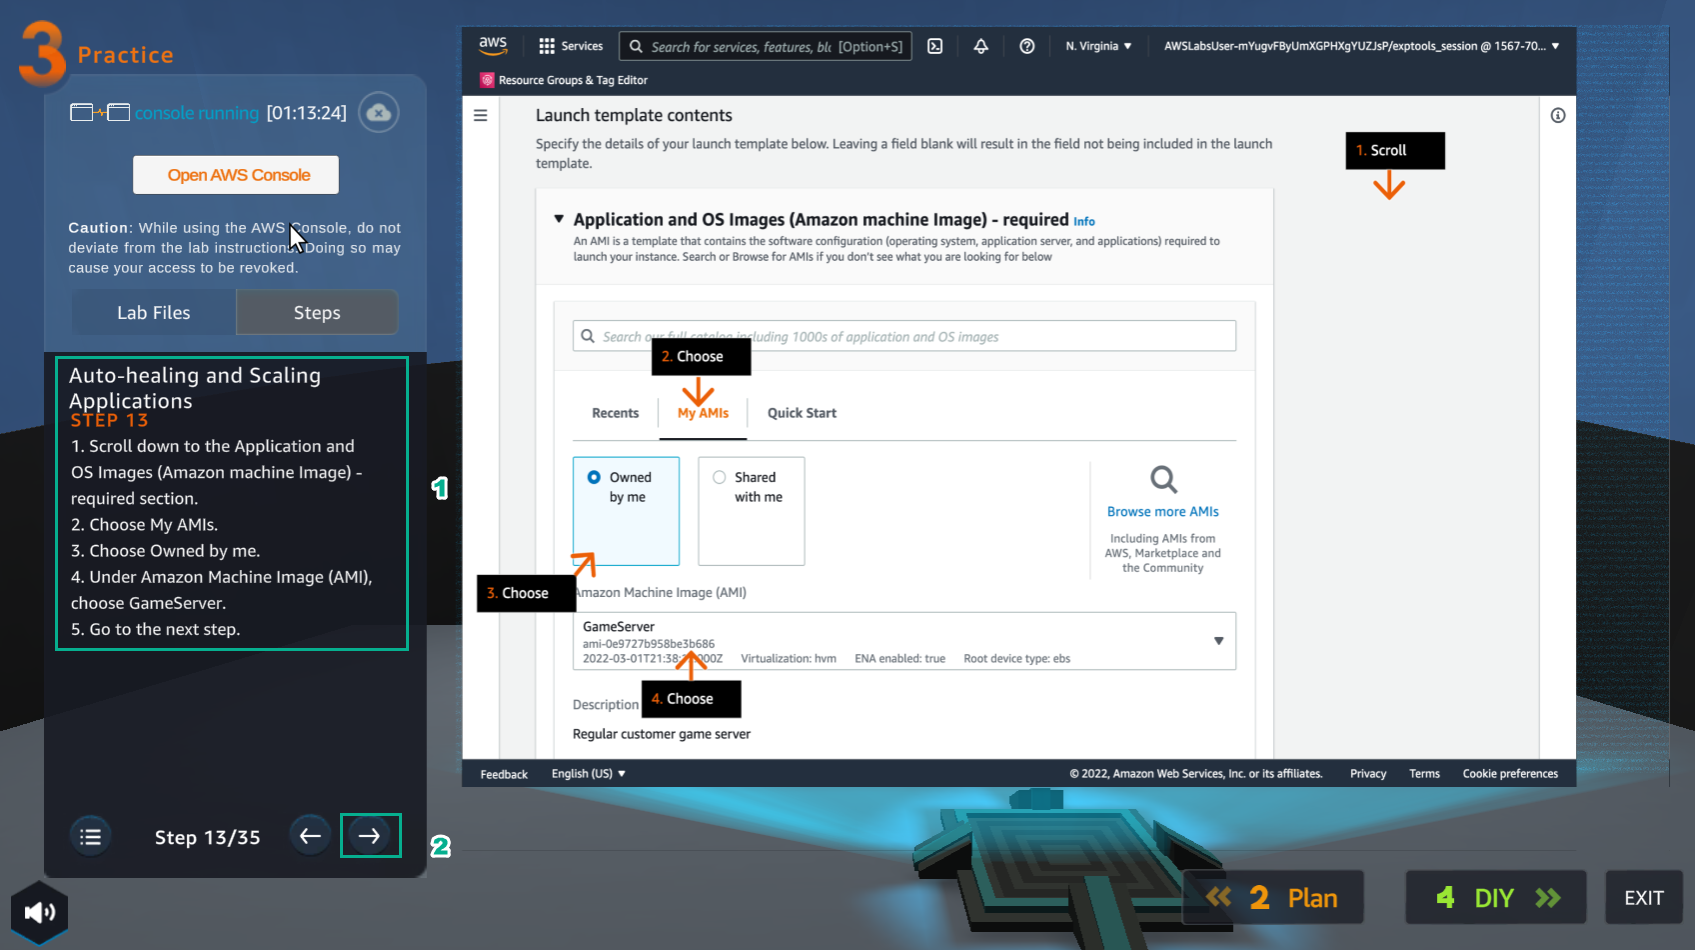 3 Practice
console running [01:13:24]
Open AWS Console
Caution: While using the AWS Console, do not
deviate from the lab instructions. Doing so may
cause your access to be revoked.
Lab Files
Steps
Auto-healing and Scaling
Applications
STEP 13
1. Scroll down to the Application and
OS Images (Amazon machine Image) -
required section.
2. Choose My AMIs.
3. Choose Owned by me.
4. Under Amazon Machine Image (AMI),
choose GameServer.
5. Go to the next step.
1
Step 13/35
2
aws
Services
Search for services, features, blu [Option+S]
N. Virginia
AWSLabsUser-mYugvFByUmXGPHXgYUZJsP/exptools_session @ 1567-70...
Resource Groups & Tag Editor
Launch template contents
Specify the details of your launch template below. Leaving a field blank will result in the field not being included in the launch
template.
1. Scroll
Application and OS Images (Amazon machine Image) - required Info
An AMI is a template that contains the software configuration (operating system, application server, and applications) required to
launch your instance. Search or Browse for AMIs if you don't see what you are looking for below
Search our full catalog including 1000s of application and OS images
2. Choose
Recents
My AMIs
Quick Start
Owned
by me
Shared
with me
Browse more AMIs
Including AMIs from
AWS, Marketplace and
the Community
3. Choose
Amazon Machine Image (AMI)
GameServer
ami-0e9727b958be3b686
2022-03-01T21:38: 000Z Virtualization: hvm ENA enabled: true Root device type: ebs
4. Choose
Description
Regular customer game server
Feedback
English (US)
© 2022, Amazon Web Services, Inc. or its affiliates.
Privacy
Terms
Cookie preferences
2 Plan
4 DIY
EXIT